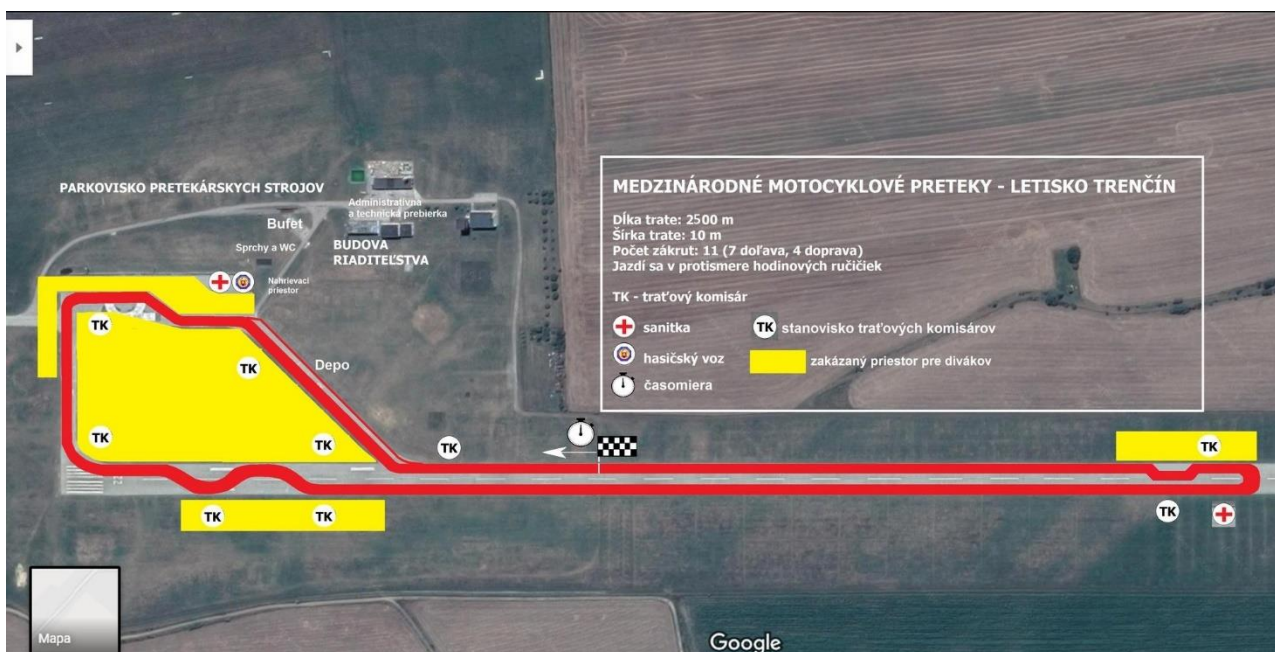 PARKOVISKO PRETEKÁRSKYCH STROJOV
Administratívna
a technická prebierka
Bufet
Sprchy a WC
BUDOVA
RIADITEĽSTVA
Nahrievací
priestor
Depo
MEDZINÁRODNÉ MOTOCYKLOVÉ PRETEKY - LETISKO TRENČÍN
Dĺka trate: 2500 m
Šírka trate: 10 m
Počet zákrut: 11 (7 doľava, 4 doprava)
Jazdí sa v protismere hodinových ručičiek
TK - traťový komisár
sanitka
TK stanovisko traťových komisárov
hasičský voz
zakázaný priestor pre divákov
časomiera
TK
TK
TK
TK
TK
TK
TK
TK
TK
22
Mapa
Google